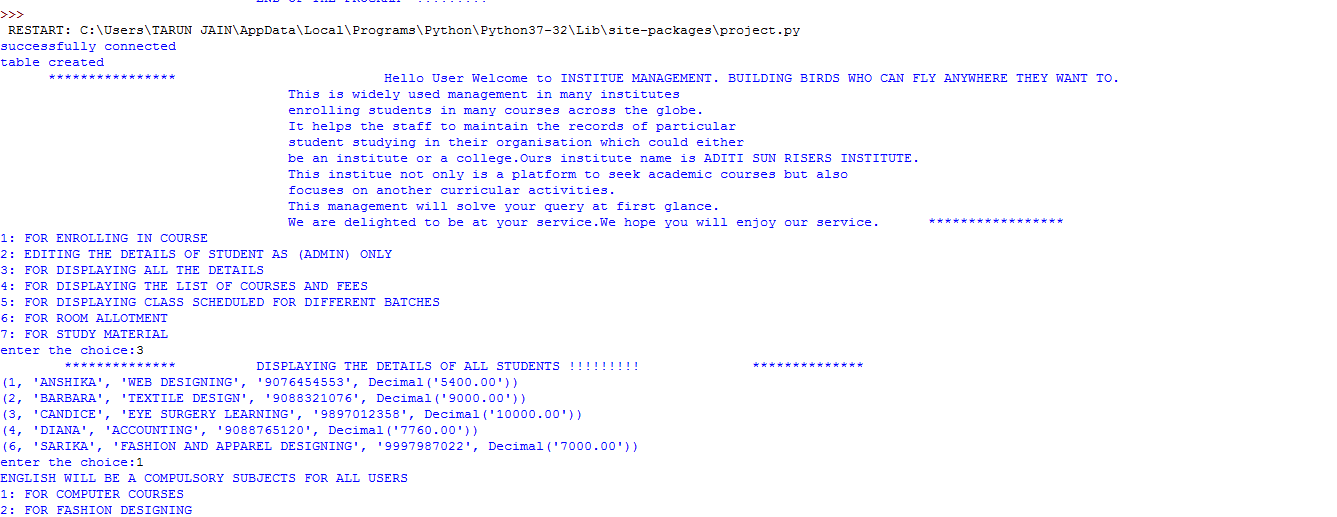 END OF THE PROGRAM !!!!!!!!!
>>>
RESTART: C:\Users\TARUN JAIN\AppData\Local\Programs\Python\Python37-32\Lib\site-packages\project.py
successfully connected
table created
**************** Hello User Welcome to INSTITUE MANAGEMENT. BUILDING BIRDS WHO CAN FLY ANYWHERE THEY WANT TO.
This is widely used management in many institutes
enrolling students in many courses across the globe.
It helps the staff to maintain the records of particular
student studying in their organisation which could either
be an institute or a college.Ours institute name is ADITI SUN RISERS INSTITUTE.
This institue not only is a platform to seek academic courses but also
focuses on another curricular activities.
This management will solve your query at first glance.
We are delighted to be at your service.We hope you will enjoy our service. *****************
1: FOR ENROLLING IN COURSE
2: EDITING THE DETAILS OF STUDENT AS (ADMIN) ONLY
3: FOR DISPLAYING ALL THE DETAILS
4: FOR DISPLAYING THE LIST OF COURSES AND FEES
5: FOR DISPLAYING CLASS SCHEDULED FOR DIFFERENT BATCHES
6: FOR ROOM ALLOTMENT
7: FOR STUDY MATERIAL
enter the choice:3
************** DISPLAYING THE DETAILS OF ALL STUDENTS !!!!!!!!! **************
(1, 'ANSHIKA', 'WEB DESIGNING', '9076454553', Decimal('5400.00'))
(2, 'BARBARA', 'TEXTILE DESIGN', '9088321076', Decimal('9000.00'))
(3, 'CANDICE', 'EYE SURGERY LEARNING', '9897012358', Decimal('10000.00'))
(4, 'DIANA', 'ACCOUNTING', '9088765120', Decimal('7760.00'))
(6, 'SARIKA', 'FASHION AND APPAREL DESIGNING', '9997987022', Decimal('7000.00'))
enter the choice:1
ENGLISH WILL BE A COMPULSORY SUBJECTS FOR ALL USERS
1: FOR COMPUTER COURSES
2: FOR FASHION DESIGNING